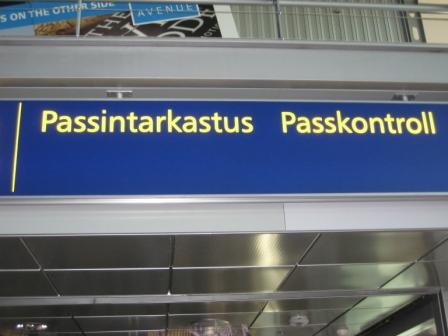 S ON THE OTHER SIDE
AVENUE
Passintarkastus Passkontroll